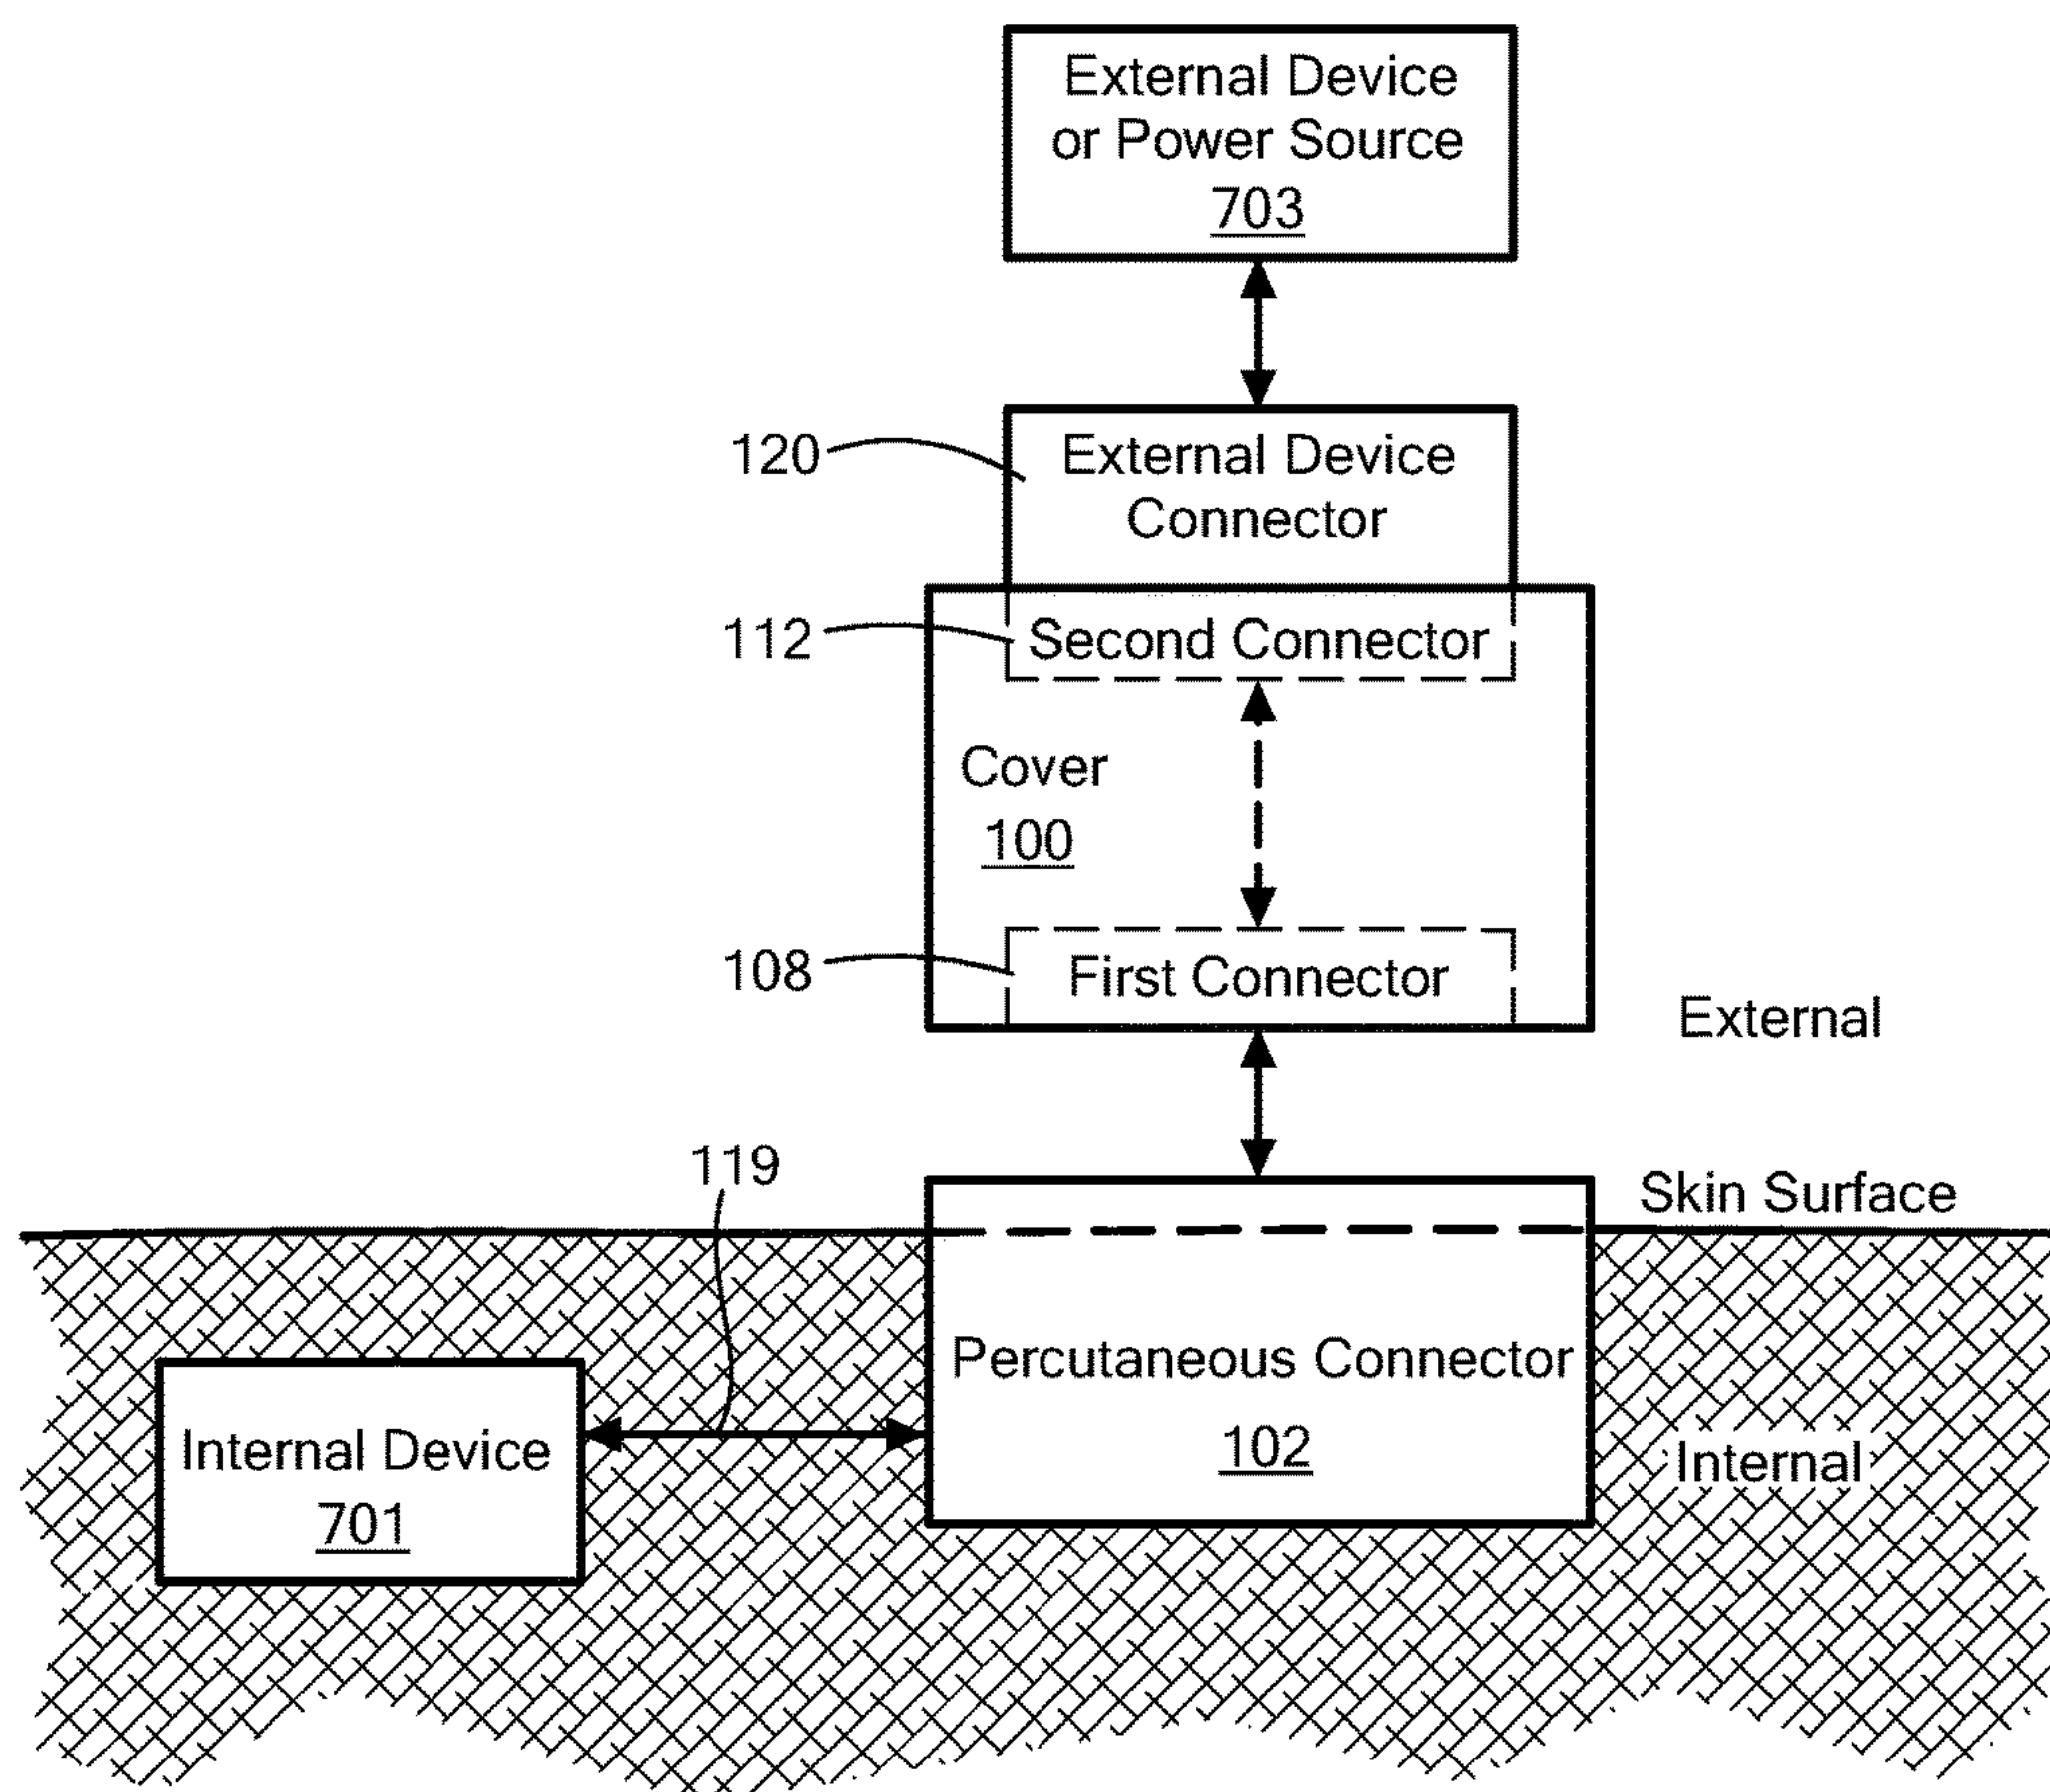 External Device
or Power Source
703
120
External Device
Connector
112
Second Connector
Cover
100
108
First Connector
External
119
Skin Surface
Percutaneous Connector
102
Internal Device
701
Internal